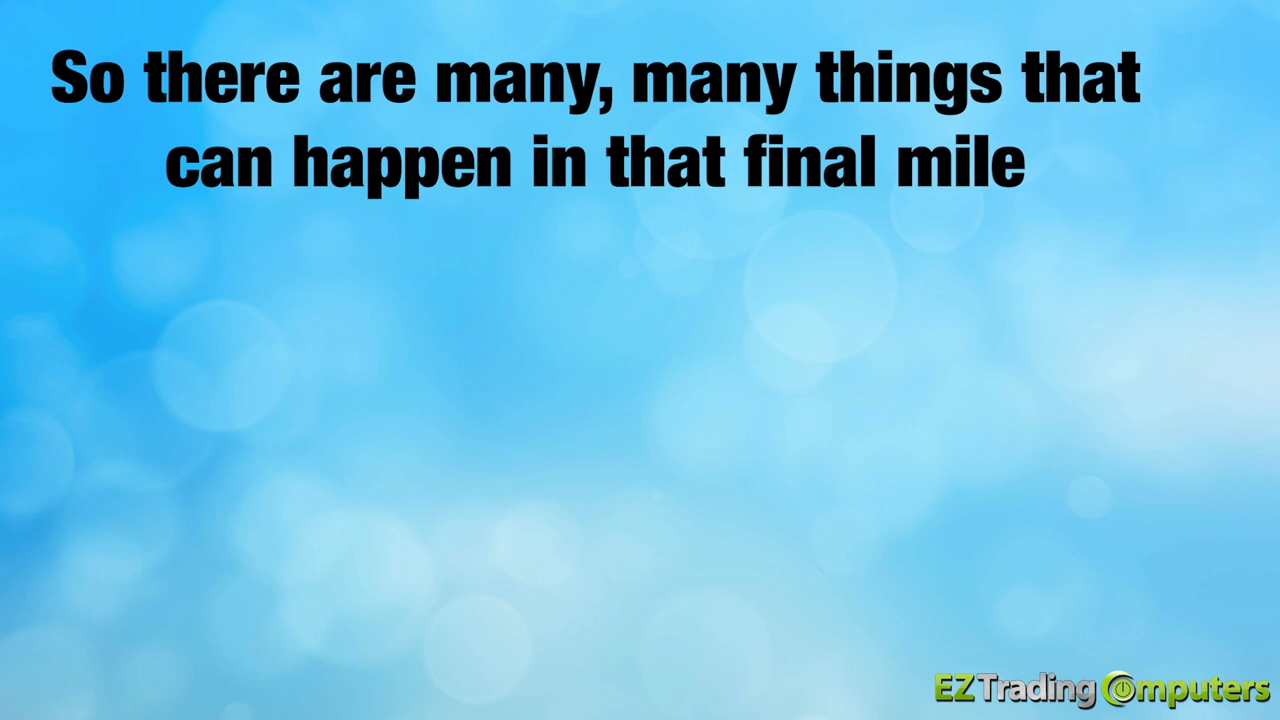 So there are many, many things that
can happen in that final mile
EZ Trading Computers